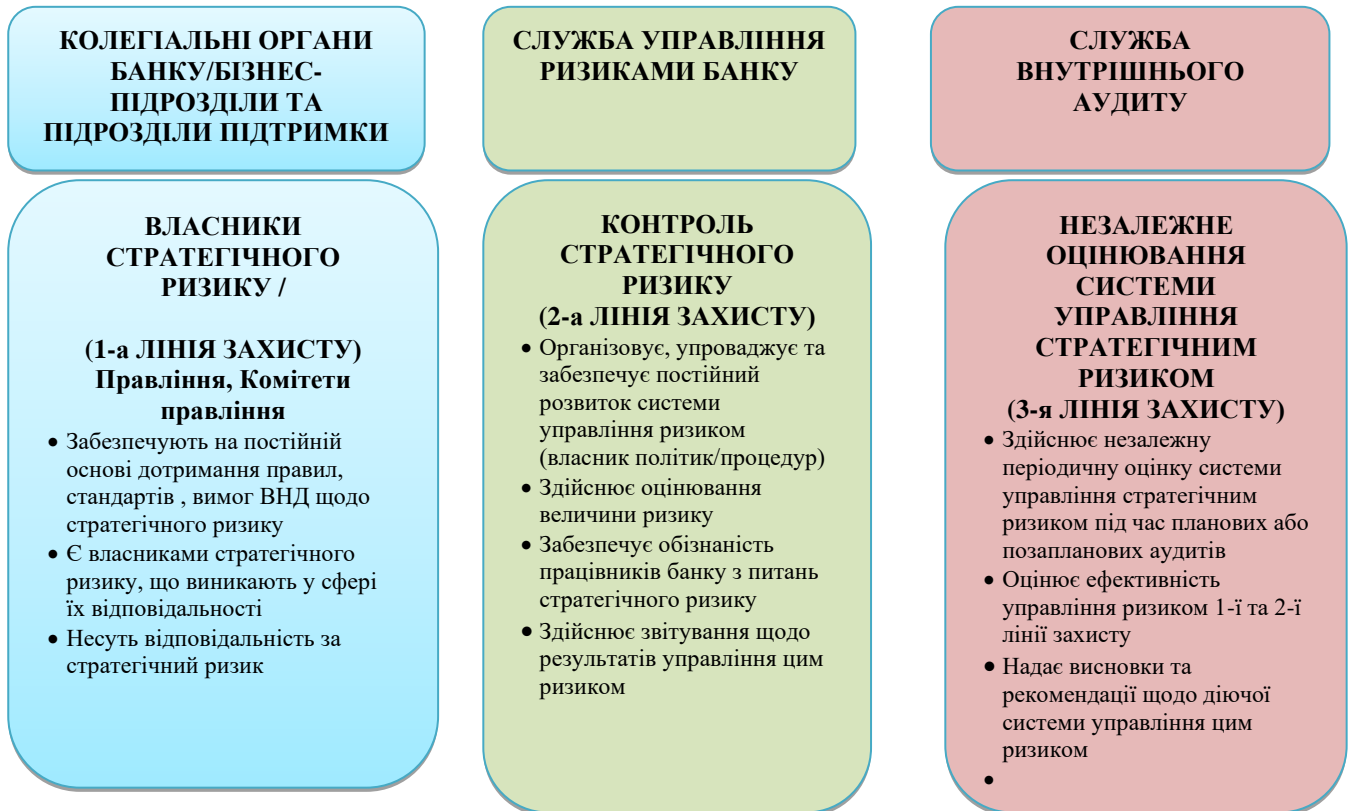 КОЛЕГІАЛЬНІ ОРГАНИ
БАНКУ/БІЗНЕС-
ПІДРОЗДІЛИ ТА
ПІДРОЗДІЛИ ПІДТРИМКИ
СЛУЖБА УПРАВЛІННЯ
РИЗИКАМИ БАНКУ
СЛУЖБА
ВНУТРІШНЬОГО
АУДИТУ
ВЛАСНИКИ
СТРАТЕГІЧНОГО
РИЗИКУ /
(1-а ЛІНІЯ ЗАХИСТУ)
Правління, Комітети
правління
• Забезпечують на постійній
основі дотримання правил,
стандартів , вимог ВНД щодо
стратегічного ризику
• Є власниками стратегічного
ризику, що виникають у сфері
їх відповідальності
• Несуть відповідальність за
стратегічний ризик
КОНТРОЛЬ
СТРАТЕГІЧНОГО
РИЗИКУ
(2-а ЛІНІЯ ЗАХИСТУ)
• Організовує, упроваджує та
забезпечує постійний
розвиток системи
управління ризиком
(власник політик/процедур)
• Здійснює оцінювання
величини ризику
• Забезпечує обізнаність
працівників банку з питань
стратегічного ризику
• Здійснює звітування щодо
результатів управління цим
ризиком
НЕЗАЛЕЖНЕ
ОЦІНЮВАННЯ
СИСТЕМИ
УПРАВЛІННЯ
СТРАТЕГІЧНИМ
РИЗИКОМ
(3-я ЛІНІЯ ЗАХИСТУ)
• Здійснює незалежну
періодичну оцінку системи
управління стратегічним
ризиком під час планових або
позапланових аудитів
• Оцінює ефективність
управління ризиком 1-ї та 2-ї
лінії захисту
• Надає висновки та
рекомендації щодо діючої
системи управління цим
ризиком
•